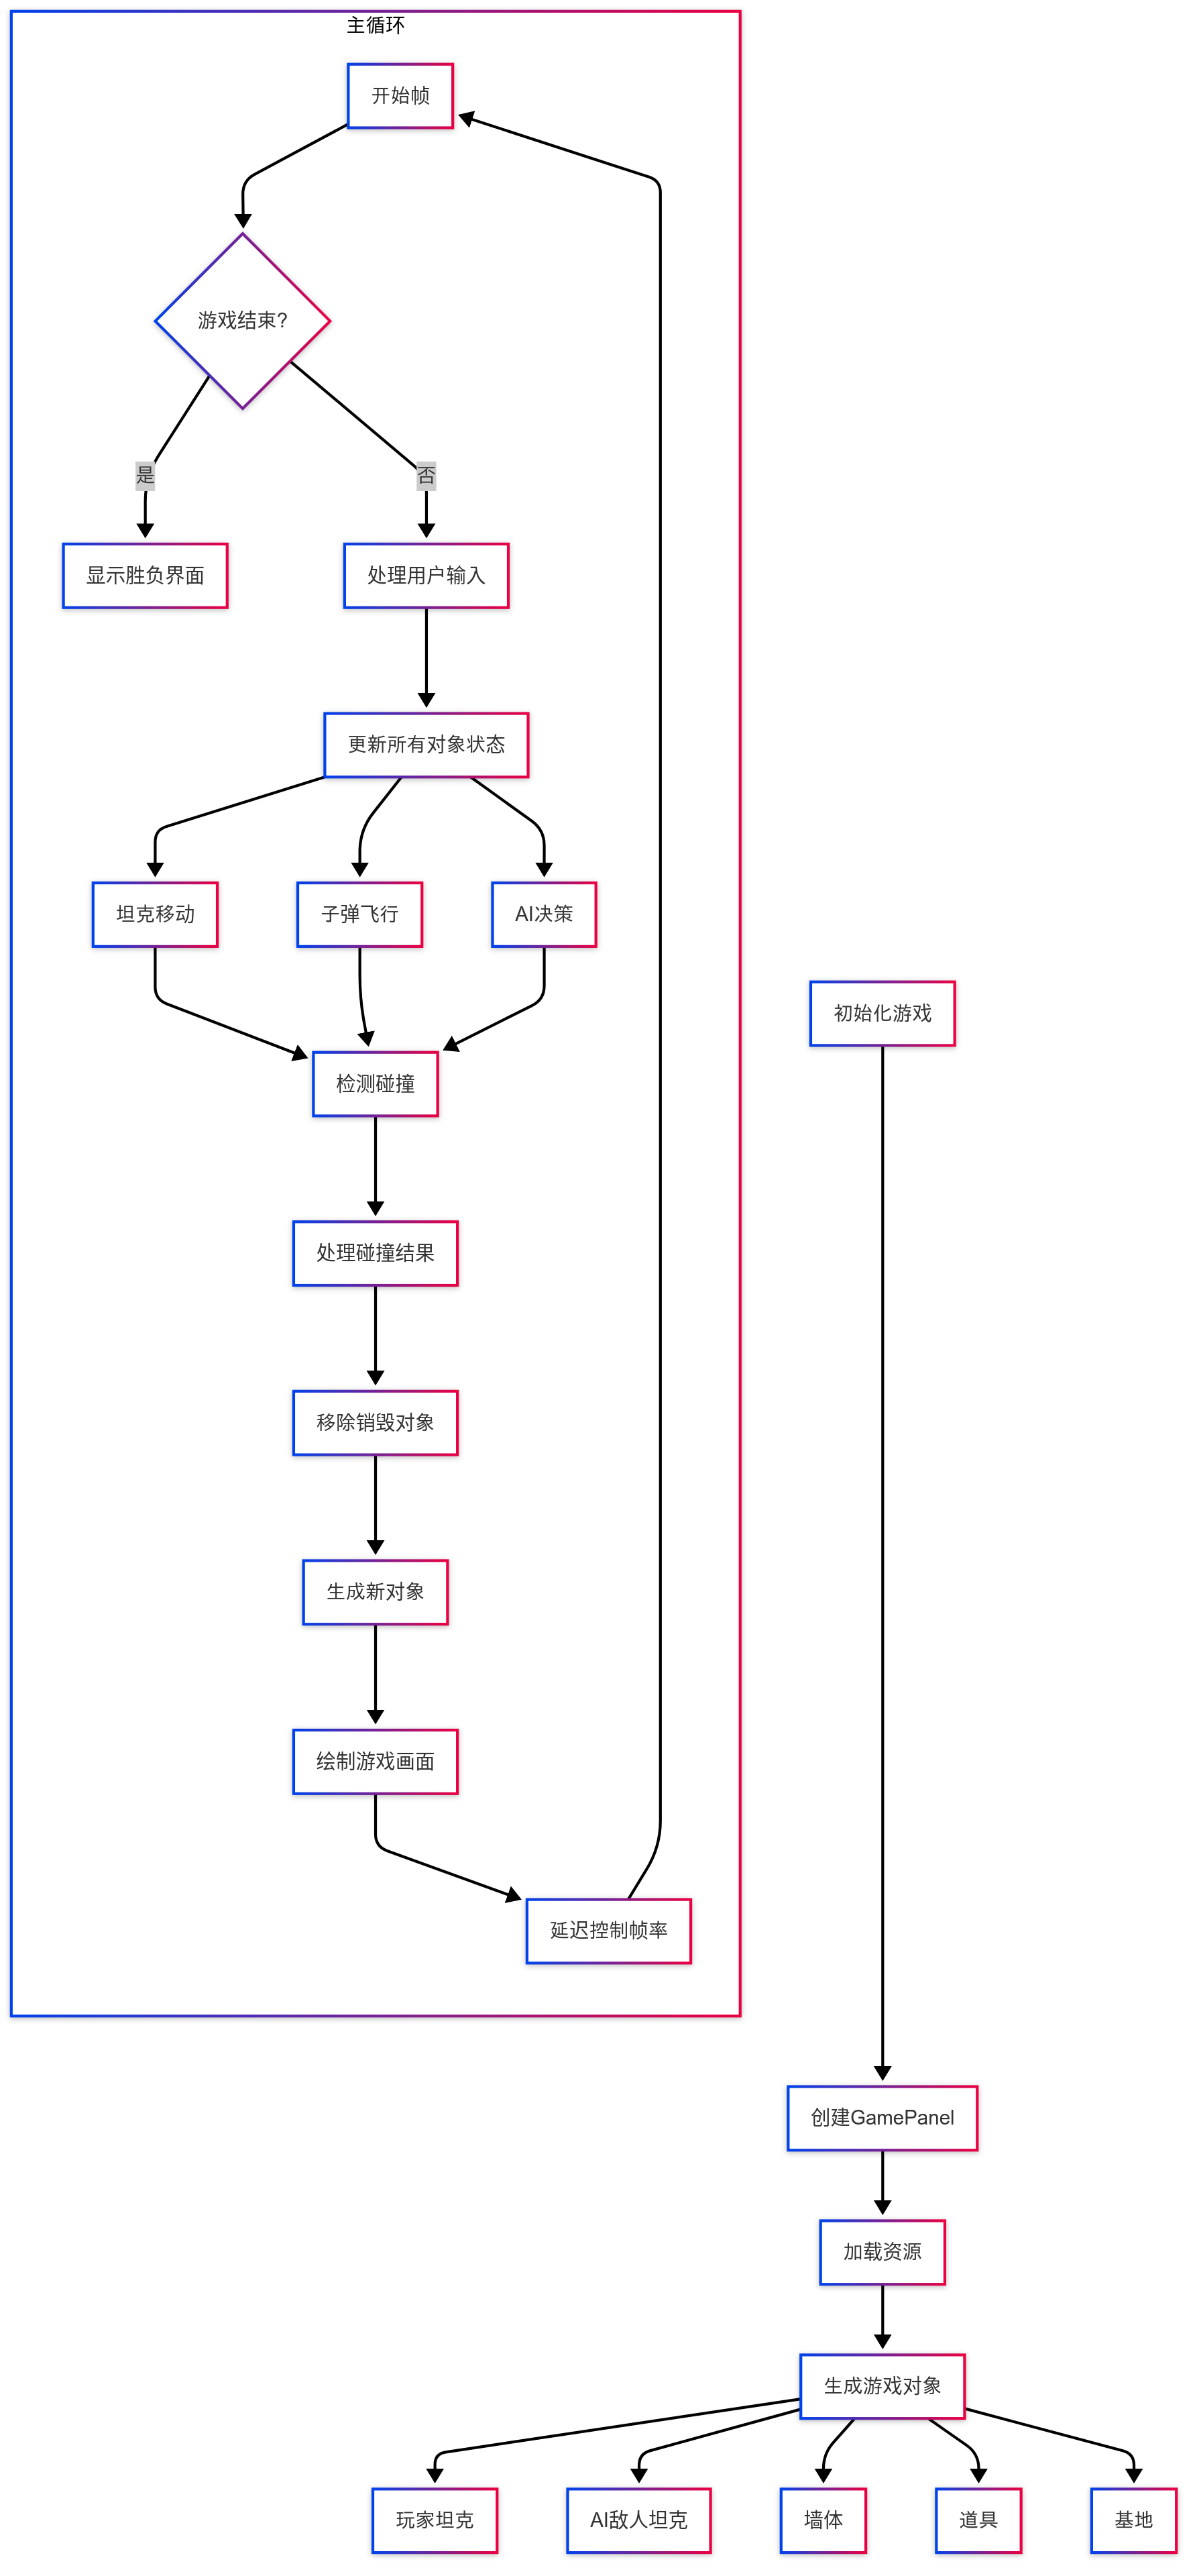 主循环
开始帧
游戏结束?
是
否
显示胜负界面
处理用户输入
更新所有对象状态
坦克移动
子弹飞行
AI决策
检测碰撞
处理碰撞结果
移除销毁对象
生成新对象
绘制游戏画面
延迟控制帧率
初始化游戏
创建GamePanel
加载资源
生成游戏对象
玩家坦克
AI敌人坦克
墙体
道具
基地